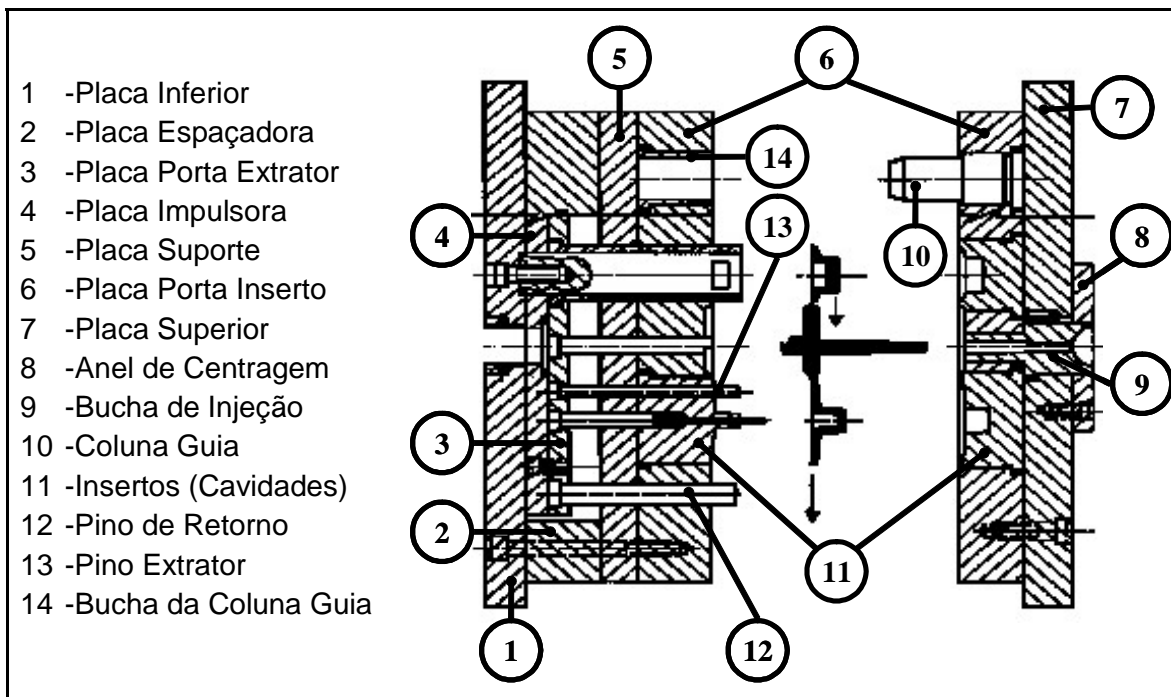 1 -Placa Inferior
2 -Placa Espaçadora
3 -Placa Porta Extrator
4 -Placa Impulsora
5 -Placa Suporte
6 -Placa Porta Inserto
7 -Placa Superior
8 -Anel de Centragem
9 -Bucha de Injeção
10 -Coluna Guia
11 -Insertos (Cavidades)
12 -Pino de Retorno
13 -Pino Extrator
14 -Bucha da Coluna Guia
5
6
7
14
4
13
10
8
3
9
2
11
1
12